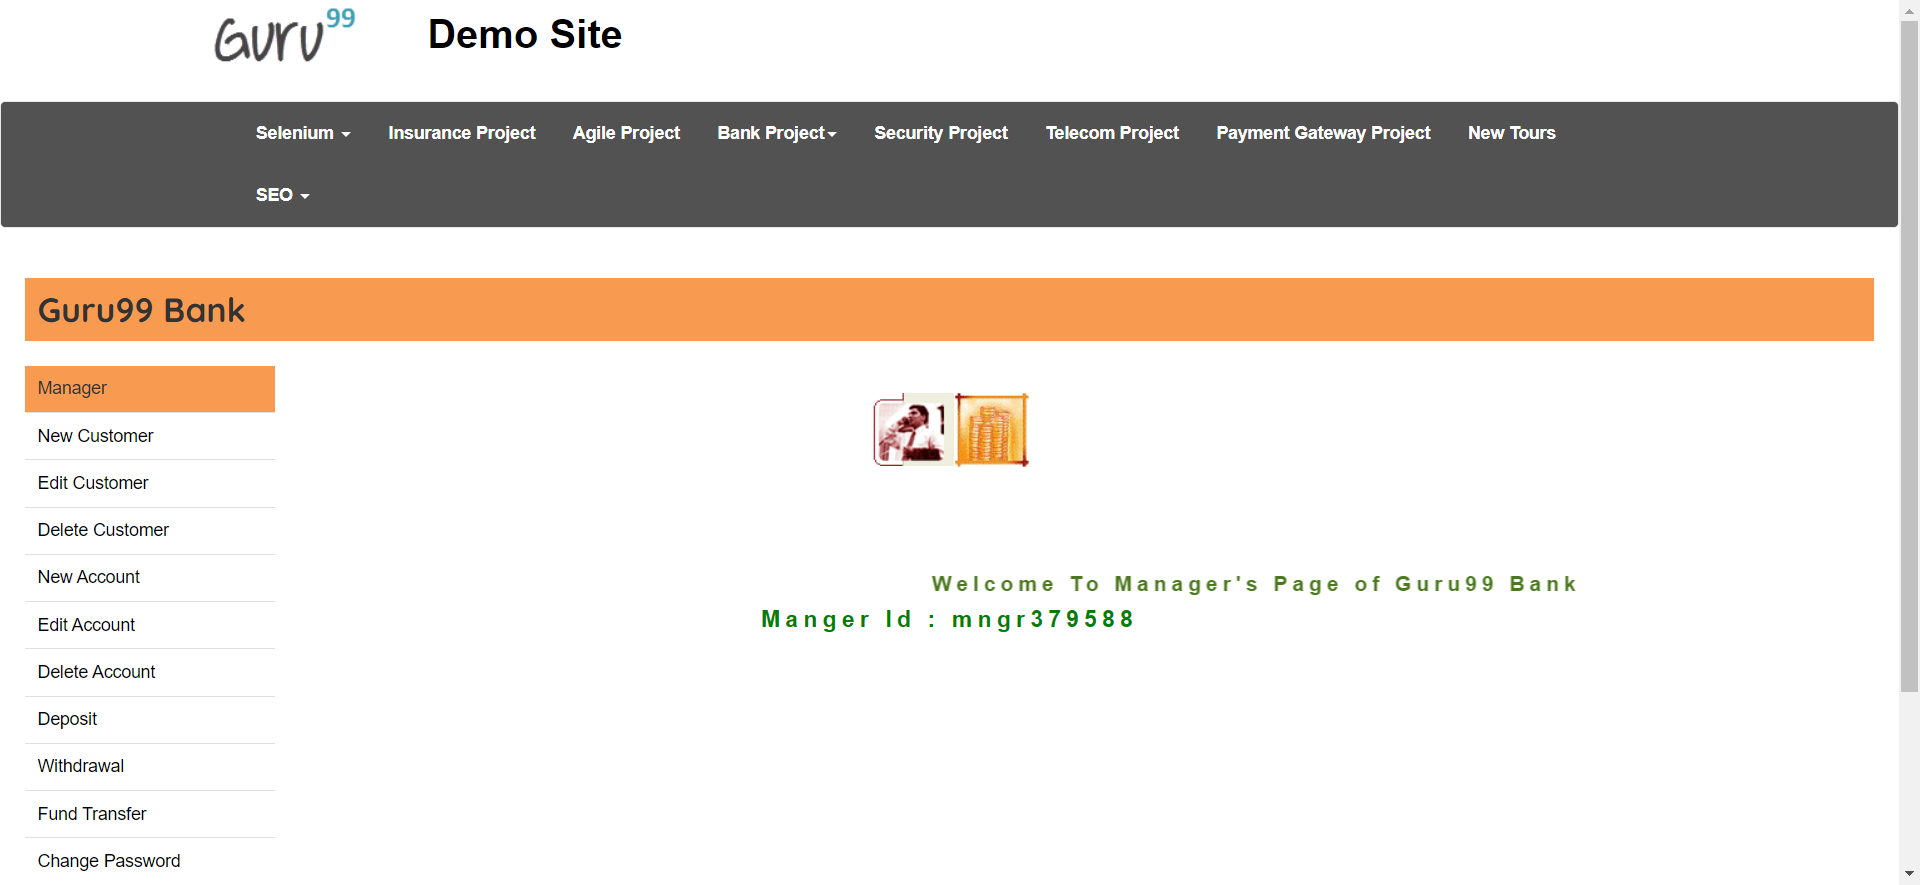 Guru99
Demo Site
Selenium
Insurance Project
Agile Project
Bank Project
Security Project
Telecom Project
Payment Gateway Project
New Tours
SEO
Guru99 Bank
Manager
New Customer
Edit Customer
Delete Customer
New Account
Edit Account
Delete Account
Deposit
Withdrawal
Fund Transfer
Change Password
Welcome To Manager's Page of Guru99 Bank
Manger Id : mngr379588